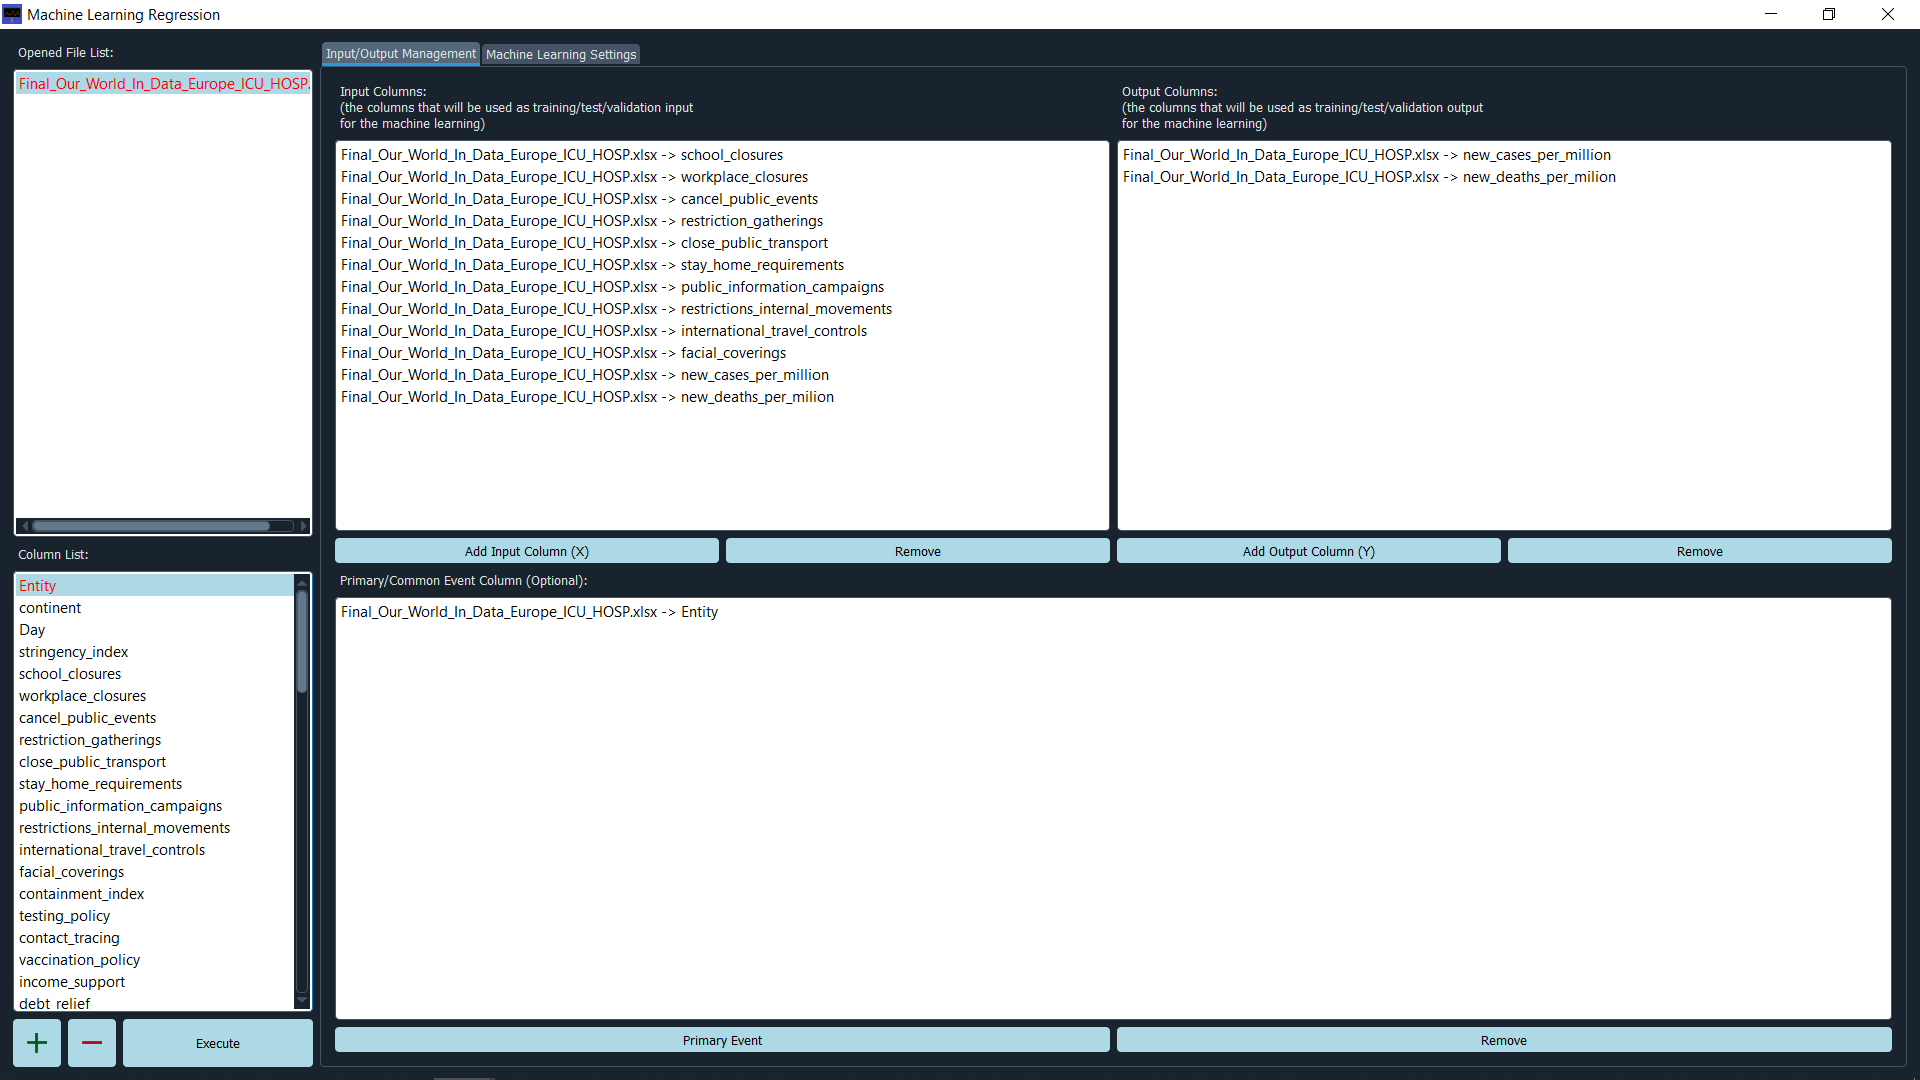 Machine Learning Regression
Opened File List:
Final_Our_World_In_Data_Europe_ICU_HOSP.
Column List:
Entity
continent
Day
stringency_index
school_closures
workplace_closures
cancel_public_events
restriction_gatherings
close_public_transport
stay_home_requirements
public_information_campaigns
restrictions_internal_movements
international_travel_controls
facial_coverings
containment_index
testing_policy
contact_tracing
vaccination_policy
income_support
debt_relief
Execute
Input/Output Management
Machine Learning Settings
Input Columns:
(the columns that will be used as training/test/validation input
for the machine learning)
Final_Our_World_In_Data_Europe_ICU_HOSP.xlsx -> school_closures
Final_Our_World_In_Data_Europe_ICU_HOSP.xlsx -> workplace_closures
Final_Our_World_In_Data_Europe_ICU_HOSP.xlsx -> cancel_public_events
Final_Our_World_In_Data_Europe_ICU_HOSP.xlsx -> restriction_gatherings
Final_Our_World_In_Data_Europe_ICU_HOSP.xlsx -> close_public_transport
Final_Our_World_In_Data_Europe_ICU_HOSP.xlsx -> stay_home_requirements
Final_Our_World_In_Data_Europe_ICU_HOSP.xlsx -> public_information_campaigns
Final_Our_World_In_Data_Europe_ICU_HOSP.xlsx -> restrictions_internal_movements
Final_Our_World_In_Data_Europe_ICU_HOSP.xlsx -> international_travel_controls
Final_Our_World_In_Data_Europe_ICU_HOSP.xlsx -> facial_coverings
Final_Our_World_In_Data_Europe_ICU_HOSP.xlsx -> new_cases_per_million
Final_Our_World_In_Data_Europe_ICU_HOSP.xlsx -> new_deaths_per_milion
Add Input Column (X)
Remove
Output Columns:
(the columns that will be used as training/test/validation output
for the machine learning)
Final_Our_World_In_Data_Europe_ICU_HOSP.xlsx -> new_cases_per_million
Final_Our_World_In_Data_Europe_ICU_HOSP.xlsx -> new_deaths_per_milion
Add Output Column (Y)
Remove
Primary/Common Event Column (Optional):
Final_Our_World_In_Data_Europe_ICU_HOSP.xlsx -> Entity
Primary Event
Remove